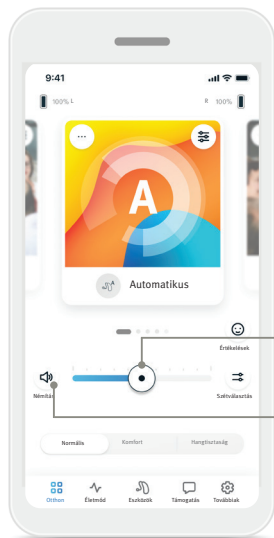 9:41
100% L
R 100%
A
Automatikus
Értékelések
Némítás
Szétválasztás
Normális Komfort Hangtisztaság
Otthon Életmód Eszközök Támogatás Továbbiak